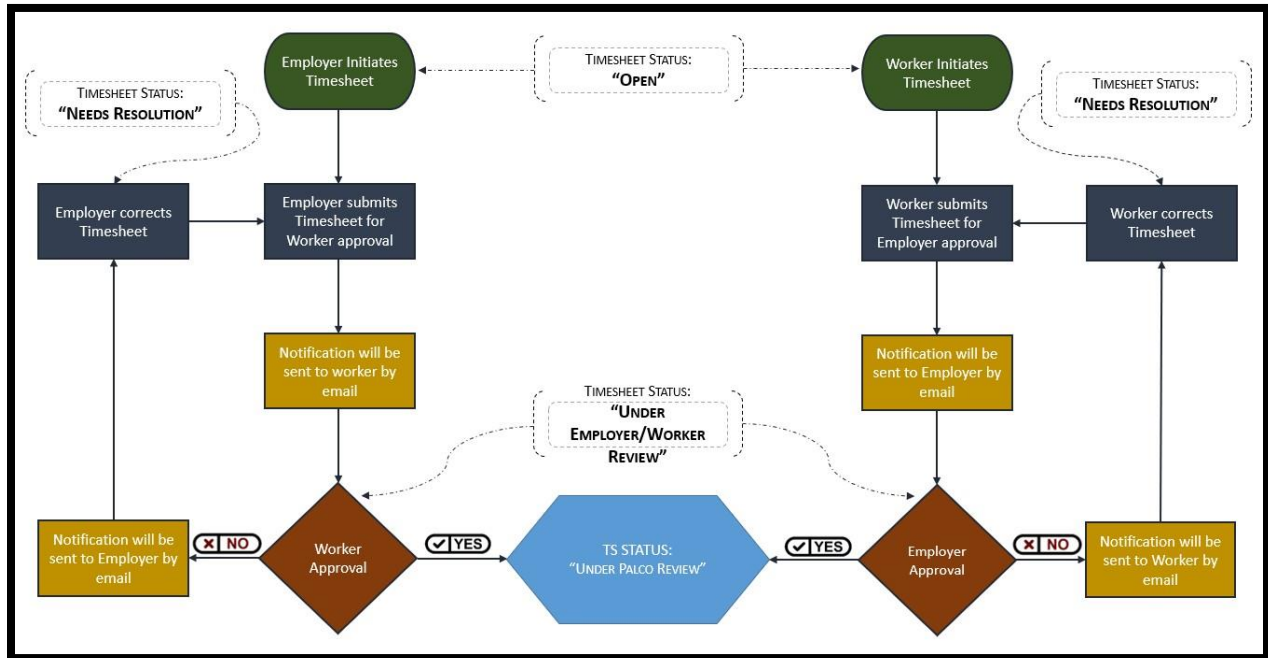 Employer Initiates
Timesheet
TIMESHEET STATUS:
“OPEN”
Worker Initiates
Timesheet
TIMESHEET STATUS:
“NEEDS RESOLUTION”
TIMESHEET STATUS:
“NEEDS RESOLUTION”
Employer corrects
Timesheet
Employer submits
Timesheet for
Worker approval
Worker submits
Timesheet for
Employer approval
Worker corrects
Timesheet
Notification will be
sent to worker by
email
Notification will be
sent to Employer by
email
TIMESHEET STATUS:
“UNDER
EMPLOYER/WORKER
REVIEW”
Notification will be
sent to Employer by
email
NO
Worker
Approval
YES
TS STATUS:
“UNDER PALCO REVIEW”
YES
Employer
Approval
NO
Notification will be
sent to Worker by
email